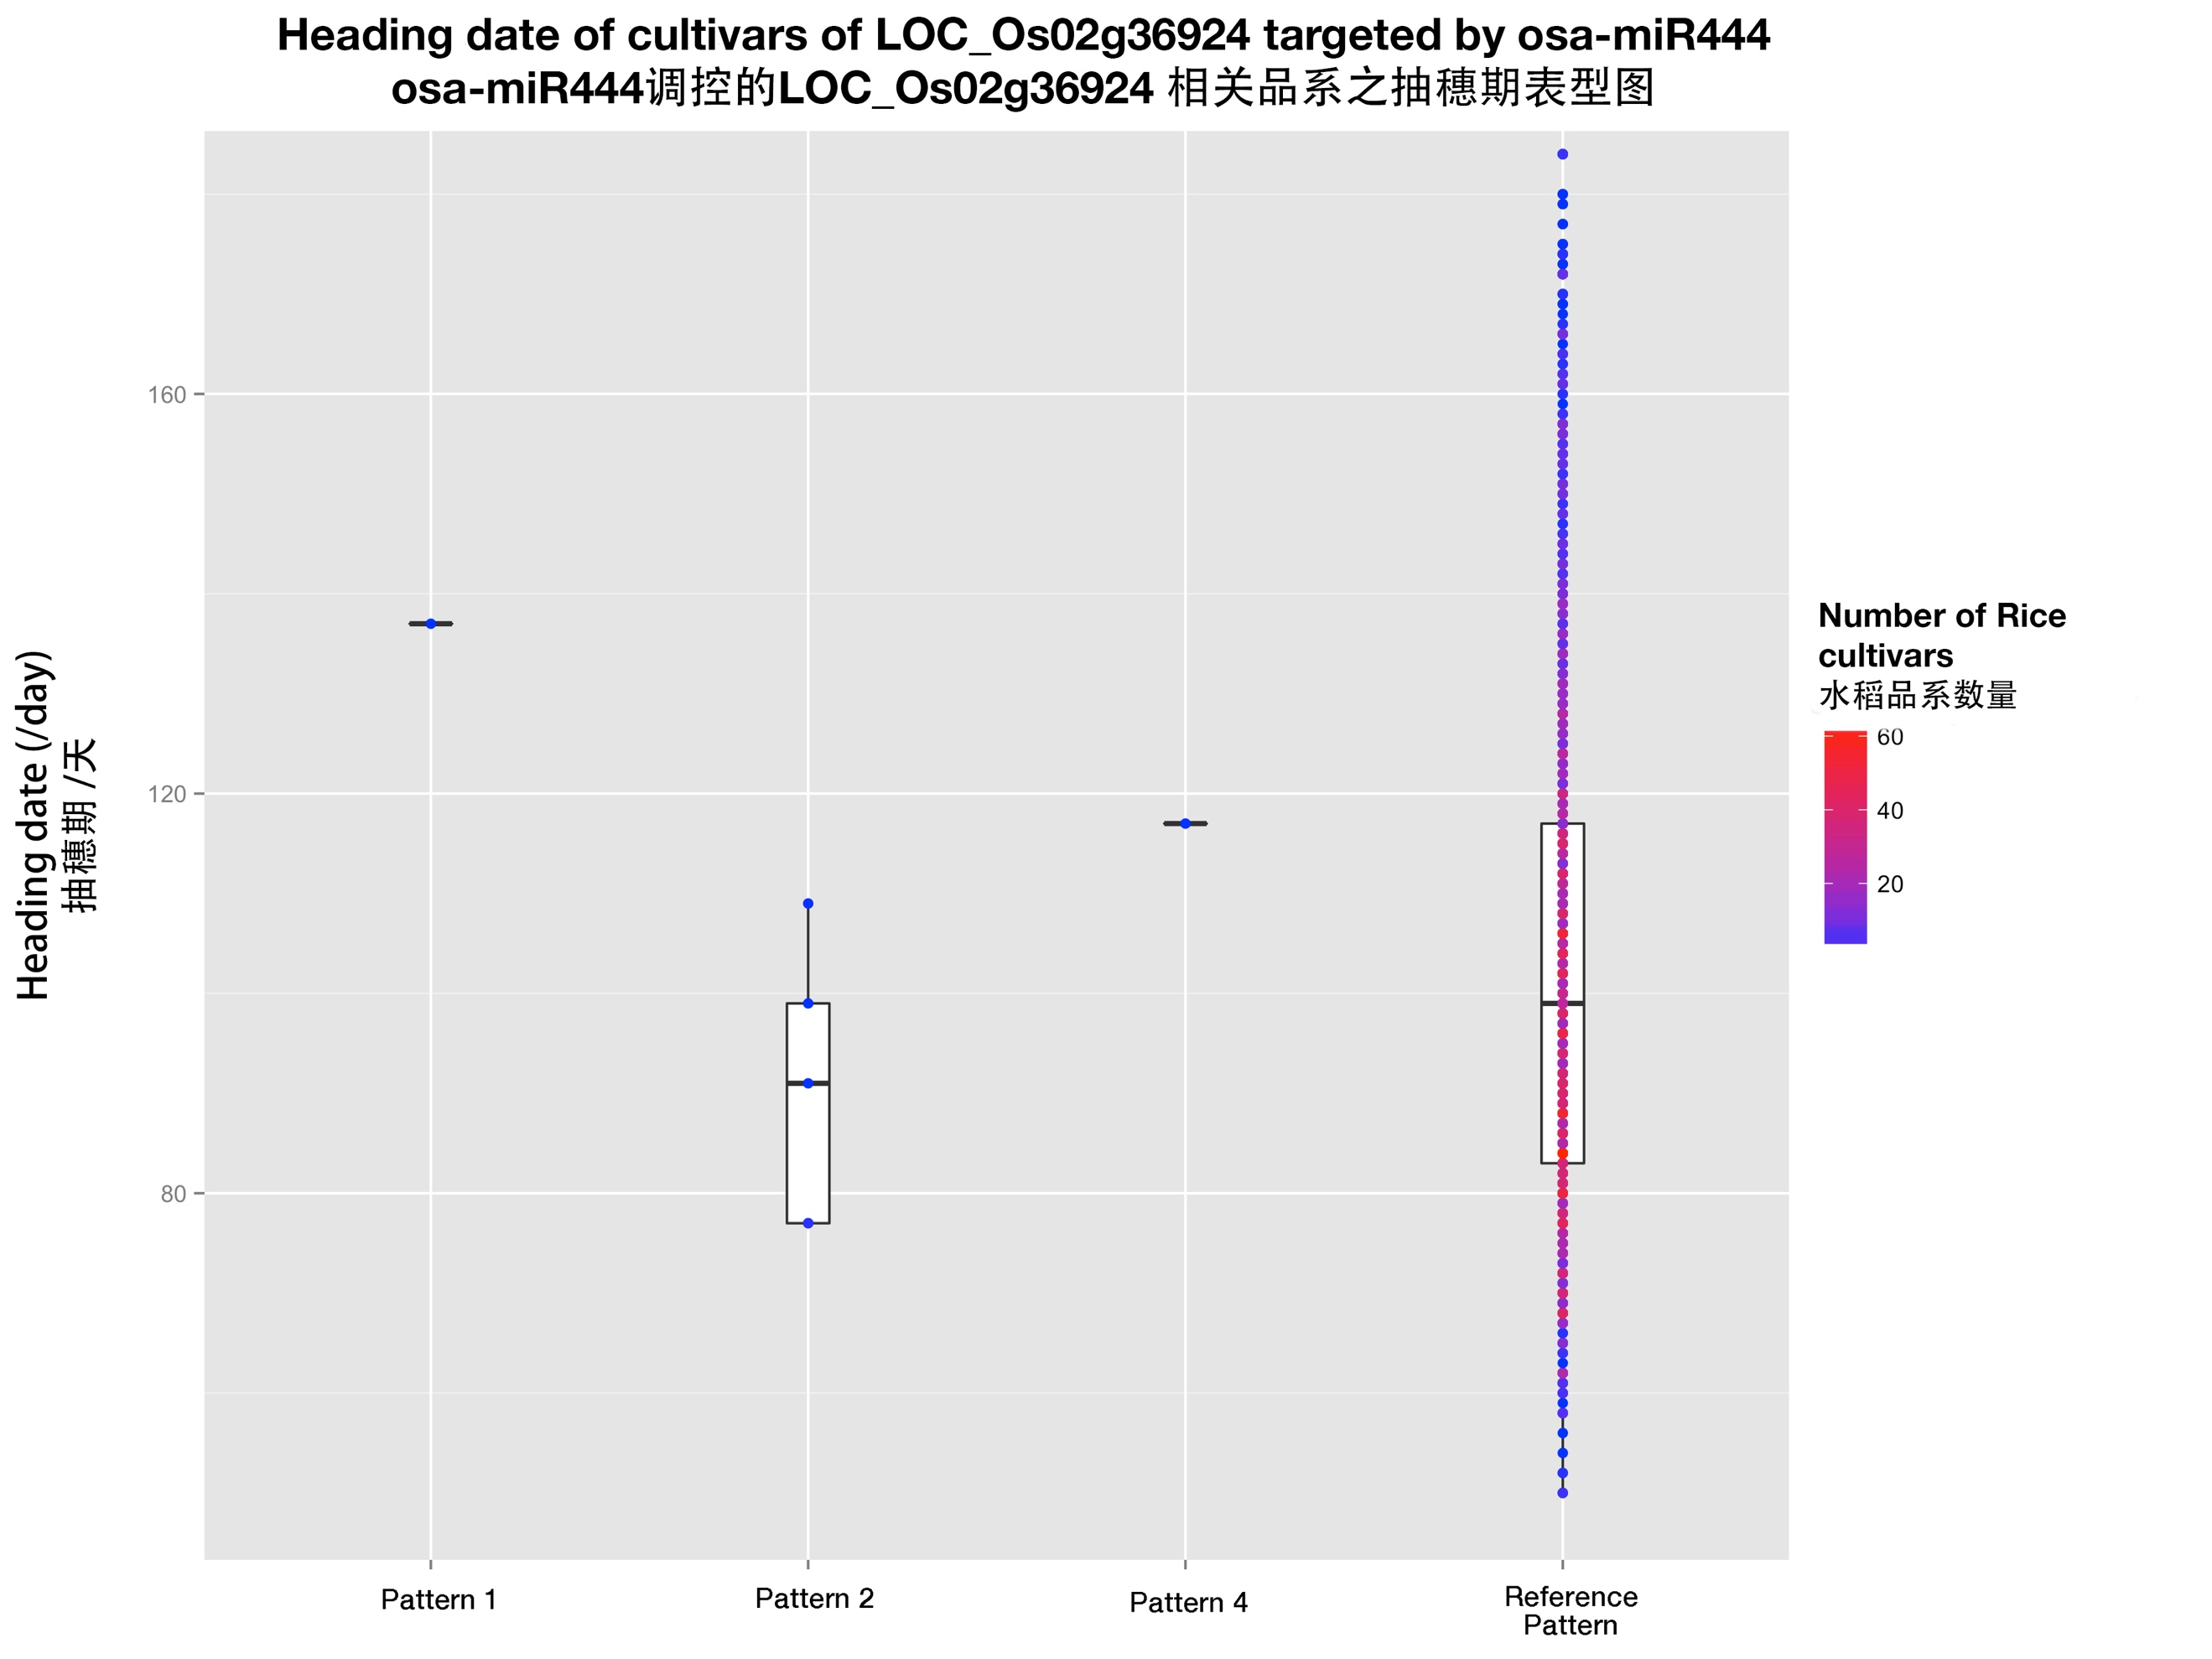 Heading date of cultivars of LOC_Os02g36924 targeted by osa-miR444
osa-miR444调控的LOC_Os02g36924 相关品系之抽穗期表型图
Heading date (/day)
抽穗期 /天
160
120
80
Pattern 1
Pattern 2
Pattern 4
Reference
Pattern
Number of Rice
cultivars
水稻品系数量
60
40
20